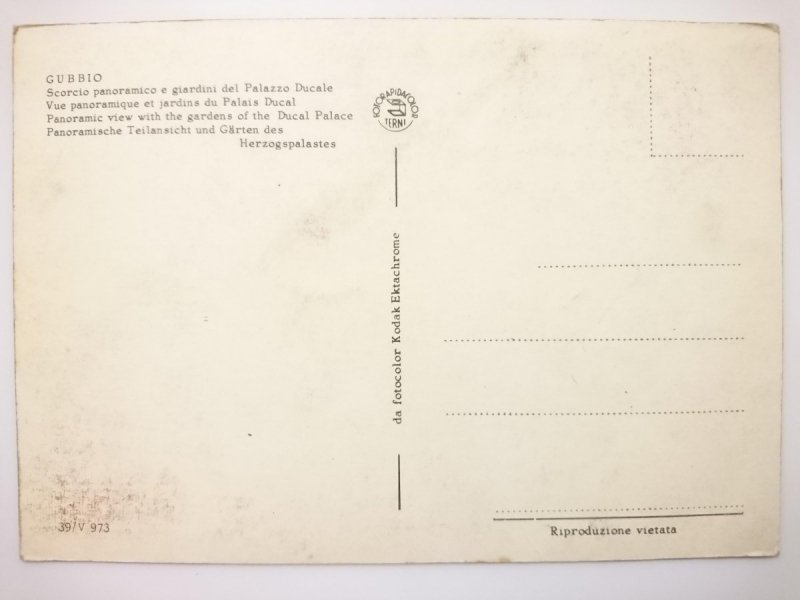 GUBBIO
Scorcio panoramico e giardini del Palazzo Ducale
Vue panoramique et jardins du Palais Ducal
Panoramic view with the gardens of the Ducal Palace
Panoramische Teilansicht und Gärten des
Herzogspalastes
FOTORAPIDACOLOR
TERNI
da fotocolor Kodak Ektachrome
39/V 973
Riproduzione vietata